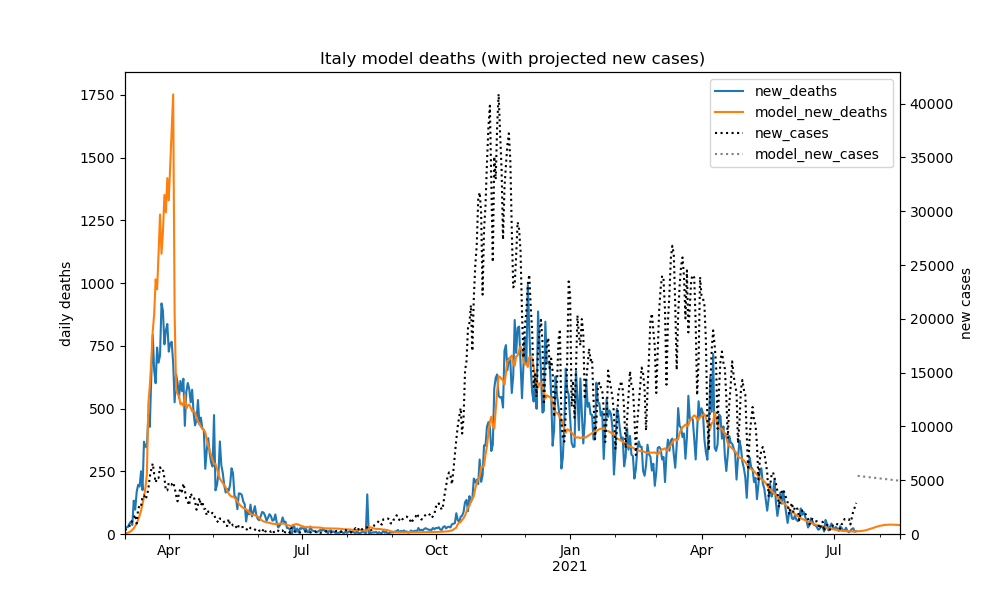 Italy model deaths (with projected new cases)
new_deaths
model_new_deaths
new_cases
model_new_cases
daily deaths
1750
1500
1250
1000
750
500
250
0
40000
35000
30000
25000
20000
15000
10000
5000
0
new cases
Apr
Jul
Oct
Jan
2021
Apr
Jul